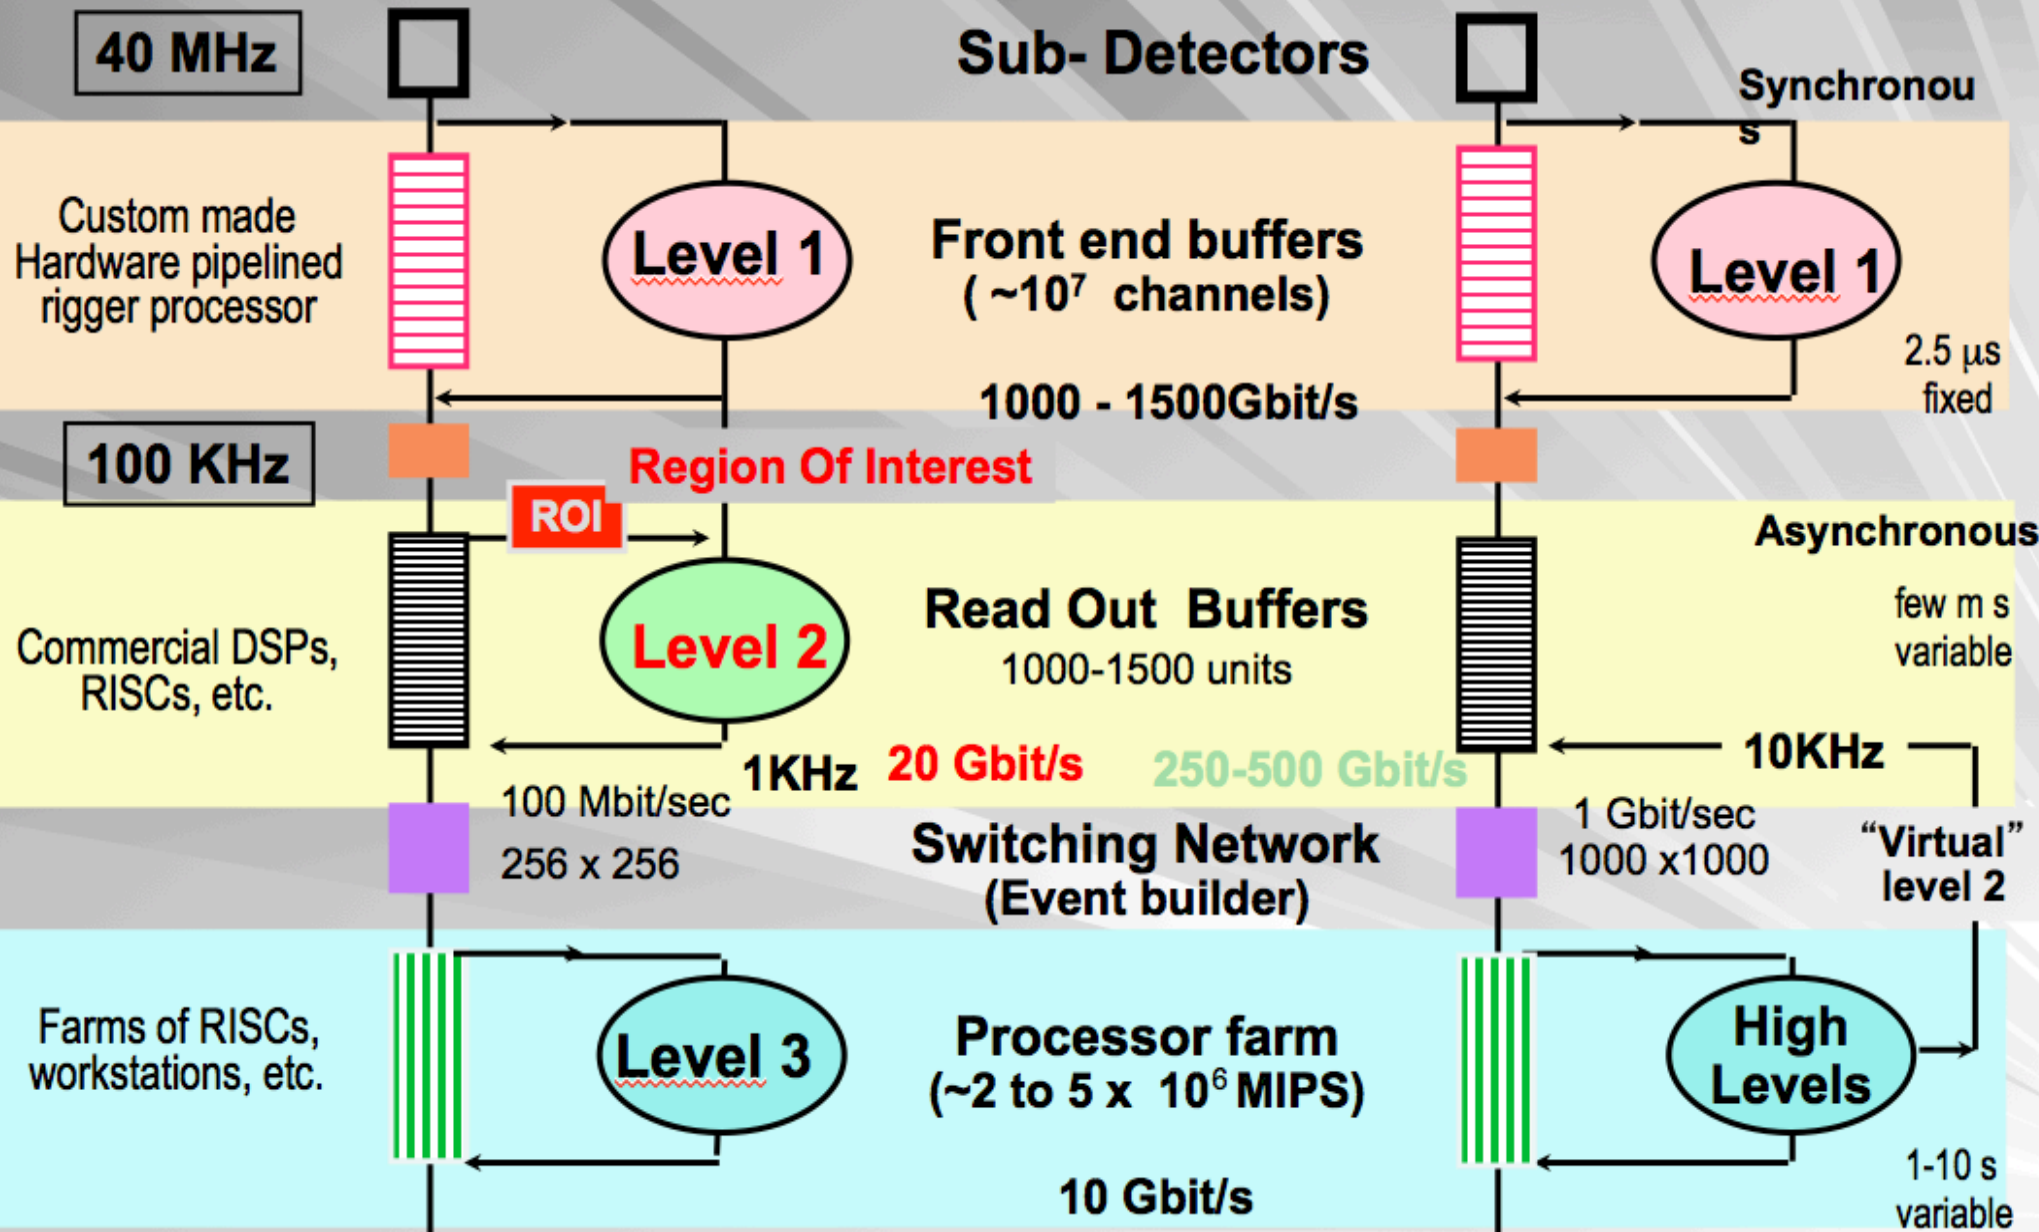 40 MHz
Sub- Detectors
Synchronou
s
Custom made
Hardware pipelined
rigger processor
Level 1
Front end buffers
( ~10⁷ channels)
Level 1
2.5 μs
fixed
1000 - 1500Gbit/s
100 KHz
Region Of Interest
ROI
Asynchronous
Commercial DSPs,
RISCs, etc.
Level 2
Read Out Buffers
1000-1500 units
few m s
variable
1KHz
20 Gbit/s
250-500 Gbit/s
10KHz
100 Mbit/sec
256 x 256
Switching Network
(Event builder)
1 Gbit/sec
1000 x1000
“Virtual”
level 2
Farms of RISCs,
workstations, etc.
Level 3
Processor farm
(~2 to 5 x 10⁶ MIPS)
High
Levels
10 Gbit/s
1-10 s
variable